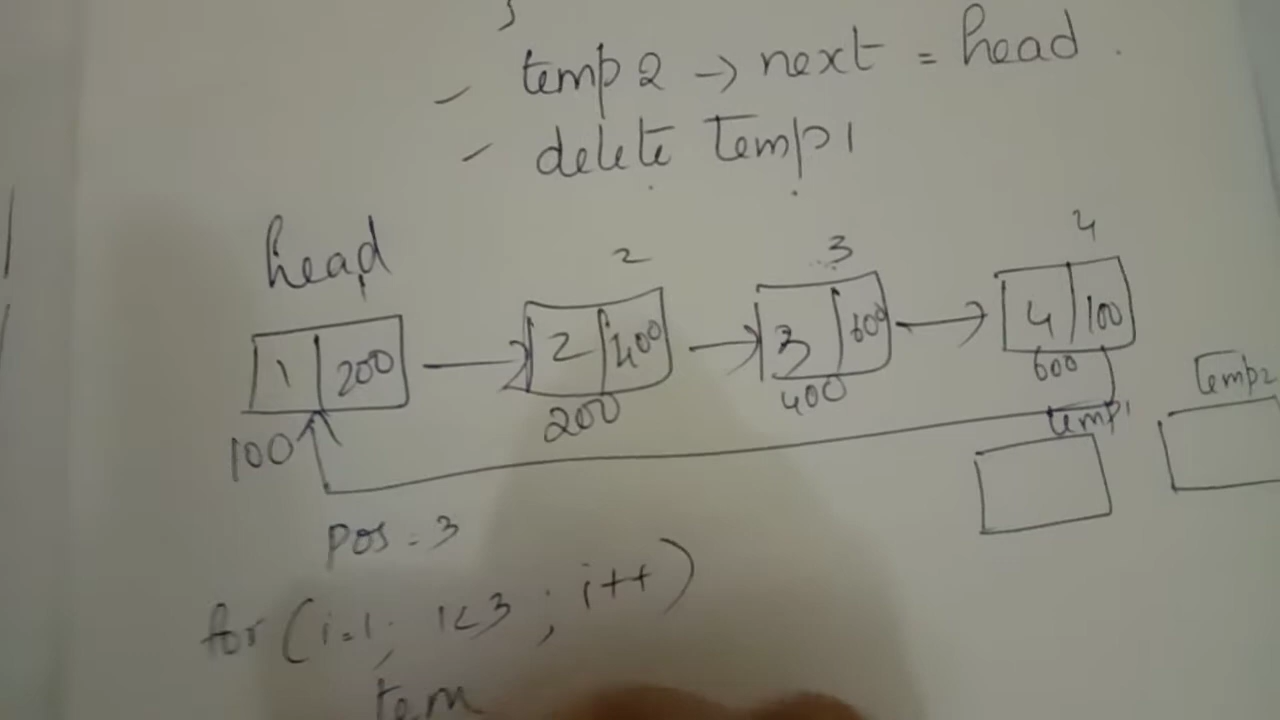 }
- temp2 → next = head.
- delete temp1
head
2
3
4
1 200
2 400
3 600
4 100
100
200
400
600
temp1
temp2
pos = 3
for (i=1; 1<3; i++)
tem